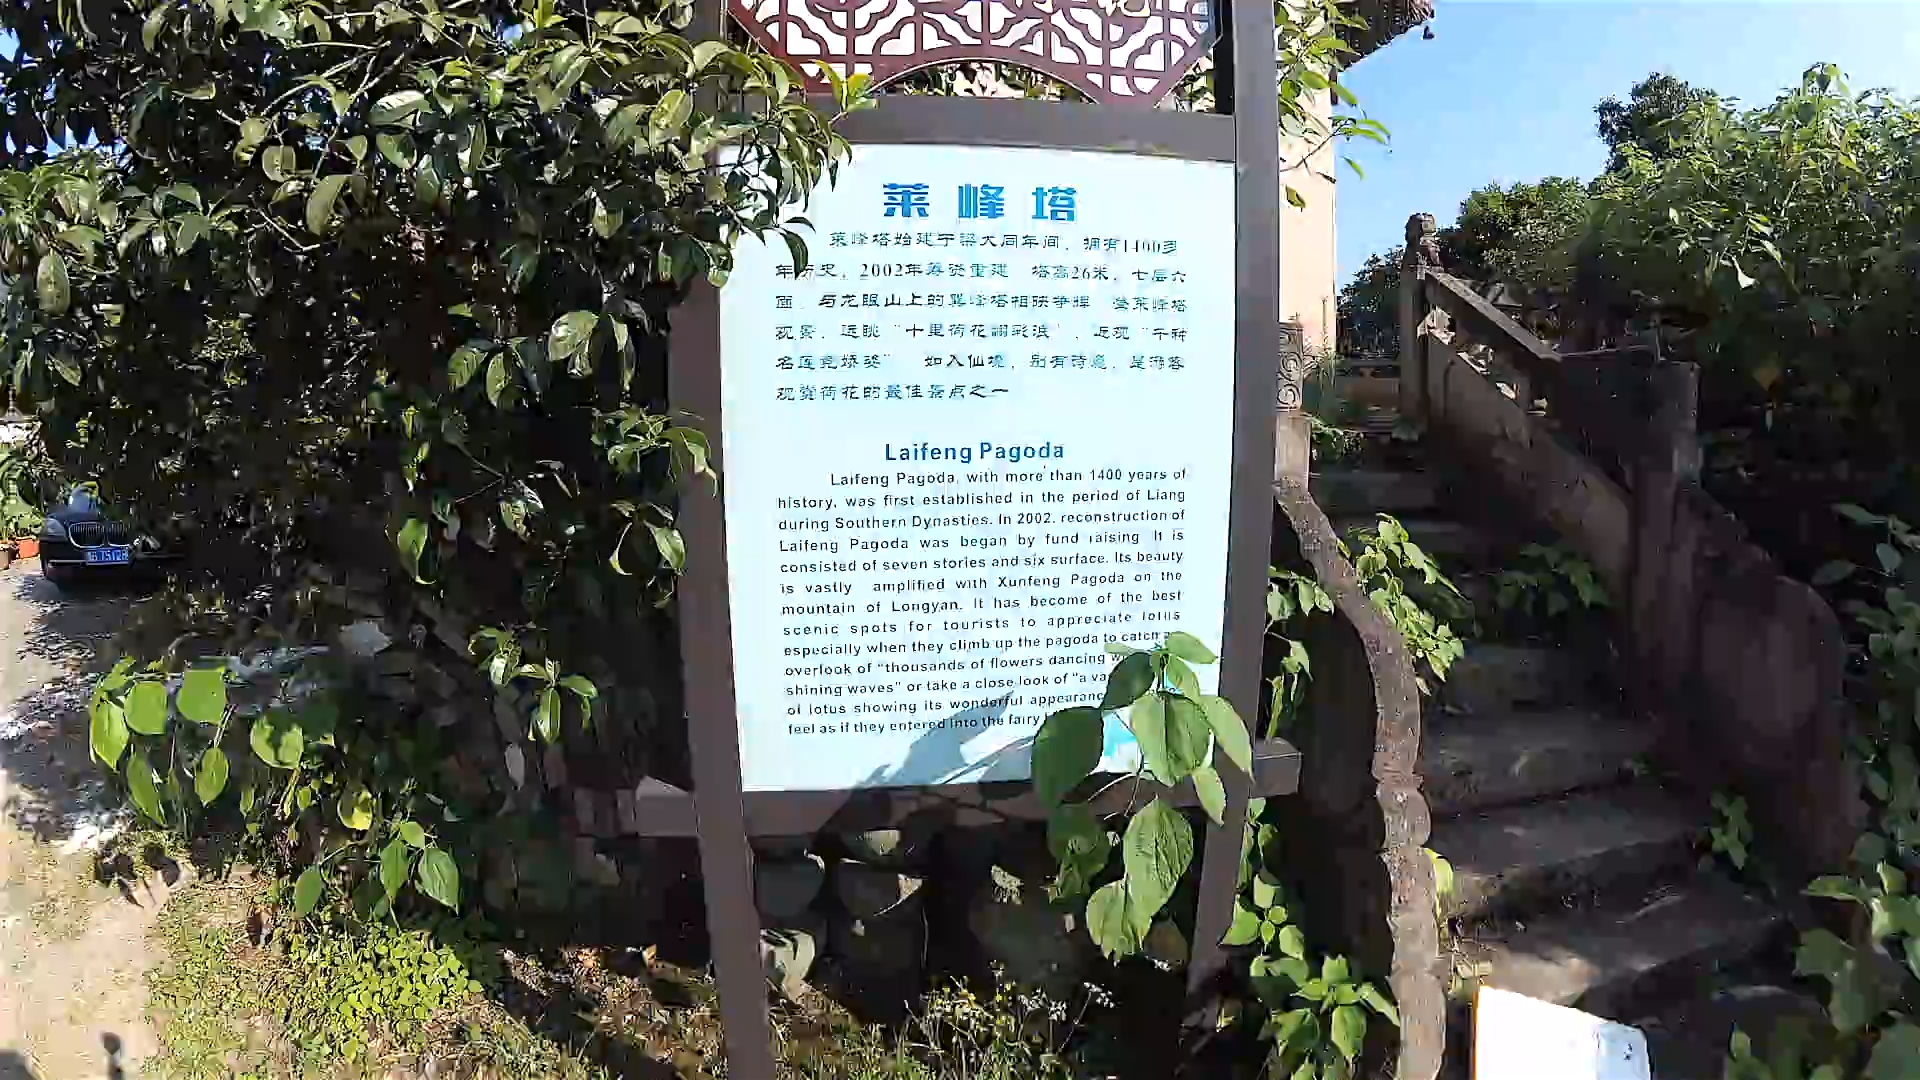 莱峰塔
莱峰塔始建于梁大同年间，拥有1400多
年历史，2002年筹资重建 塔高26米，七层六
面，与龙眼山上的巽峰塔相映争辉 登莱峰塔
观景，远眺“十里荷花翻彩浪”，近观“千种
名莲竞娇姿” 如入仙境，别有诗意，是游客
观赏荷花的最佳景点之一
Laifeng Pagoda
Laifeng Pagoda, with more than 1400 years of
history, was first established in the period of Liang
during Southern Dynasties. In 2002, reconstruction of
Laifeng Pagoda was began by fund raising. It is
consisted of seven stories and six surface. Its beauty
is vastly amplified with Xunfeng Pagoda on the
mountain of Longyan. It has become of the best
scenic spots for tourists to appreciate lotus
especially when they climb up the pagoda to catch
overlook of "thousands of flowers dancing
shining waves" or take a close look of "a
of lotus showing its wonderful
feel as if they entered into the fairy